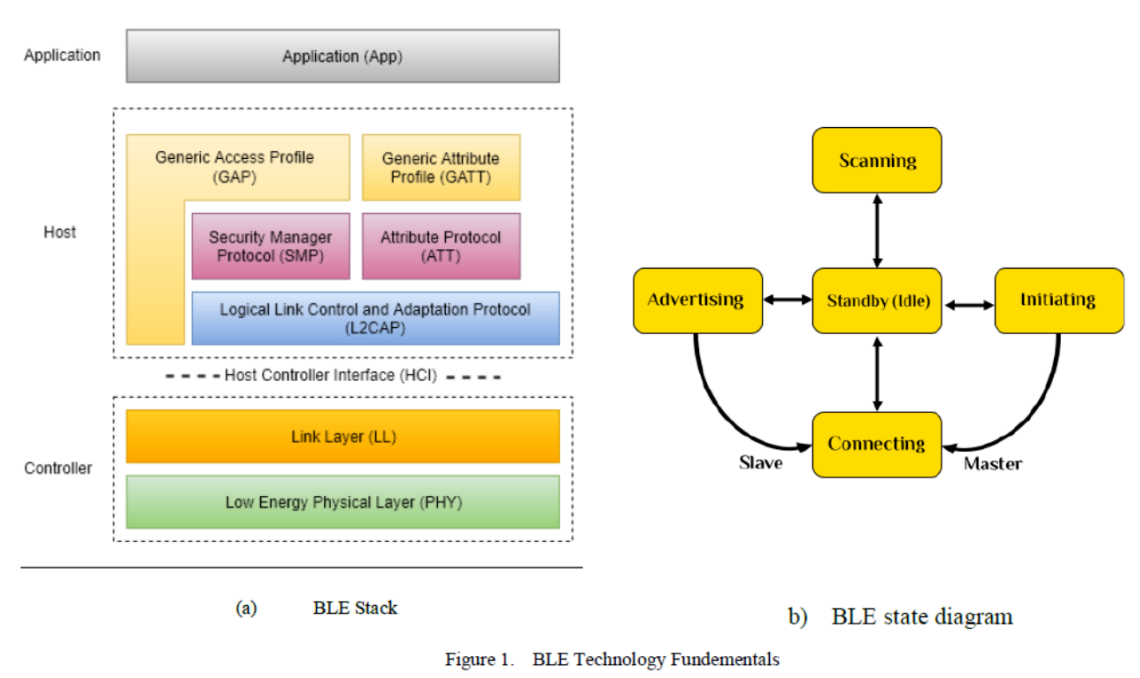 Application
Application (App)
Host
Generic Access Profile
(GAP)
Generic Attribute
Profile (GATT)
Security Manager
Protocol (SMP)
Attribute Protocol
(ATT)
Logical Link Control and Adaptation Protocol
(L2CAP)
Host Controller Interface (HCI)
Controller
Link Layer (LL)
Low Energy Physical Layer (PHY)
(a) BLE Stack
Scanning
Advertising
Standby (Idle)
Initiating
Connecting
Slave
Master
b) BLE state diagram
Figure 1. BLE Technology Fundementals